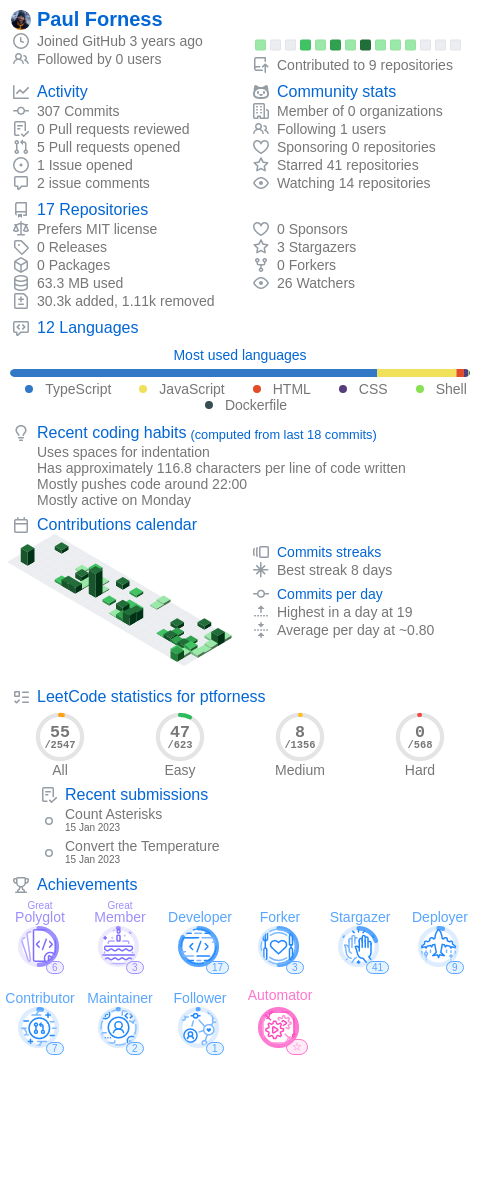 Paul Forness
Joined GitHub 3 years ago
Followed by 0 users
Contributed to 9 repositories
Activity
307 Commits
0 Pull requests reviewed
5 Pull requests opened
1 Issue opened
2 issue comments
Community stats
Member of 0 organizations
Following 1 users
Sponsoring 0 repositories
Starred 41 repositories
Watching 14 repositories
17 Repositories
Prefers MIT license
0 Releases
0 Packages
63.3 MB used
30.3k added, 1.11k removed
0 Sponsors
3 Stargazers
0 Forkers
26 Watchers
12 Languages
Most used languages
TypeScript JavaScript HTML CSS Shell
Dockerfile
Recent coding habits (computed from last 18 commits)
Uses spaces for indentation
Has approximately 116.8 characters per line of code written
Mostly pushes code around 22:00
Mostly active on Monday
Contributions calendar
Commits streaks
Best streak 8 days
Commits per day
Highest in a day at 19
Average per day at ~0.80
LeetCode statistics for ptforness
55 47 8 0
/2547 /623 /1356 /568
All Easy Medium Hard
Recent submissions
Count Asterisks
15 Jan 2023
Convert the Temperature
15 Jan 2023
Achievements
Great Great
Polyglot Member Developer Forker Stargazer Deployer
6 3 17 3 41 9
Contributor Maintainer Follower Automator
7 2 1 ☆